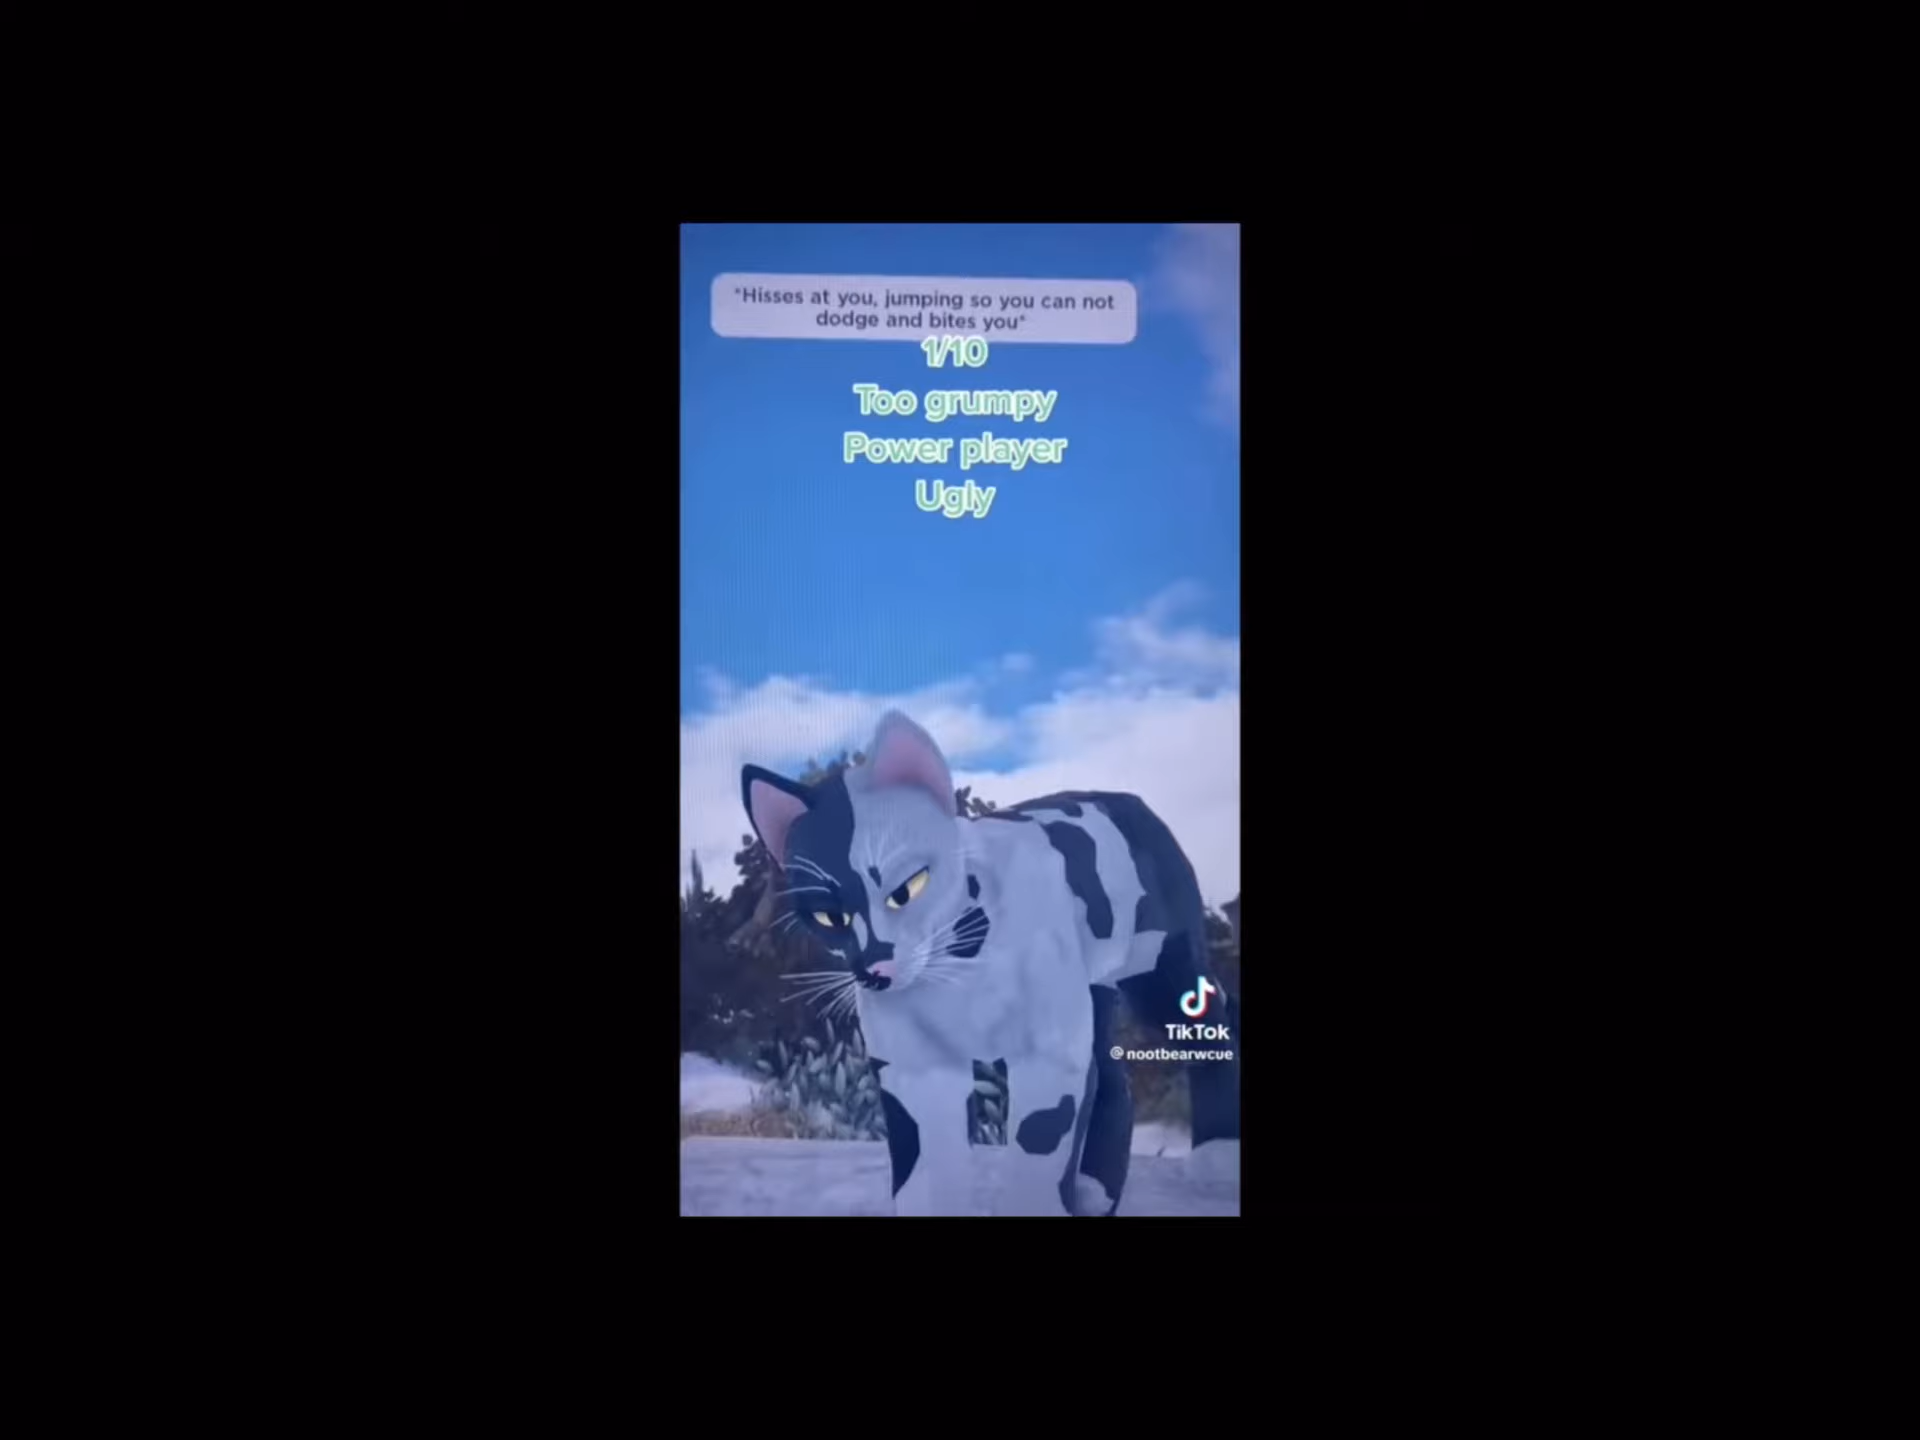 *Hisses at you, jumping so you can not
dodge and bites you*
1/10
Too grumpy
Power player
Ugly
TikTok
@nootbearwcue